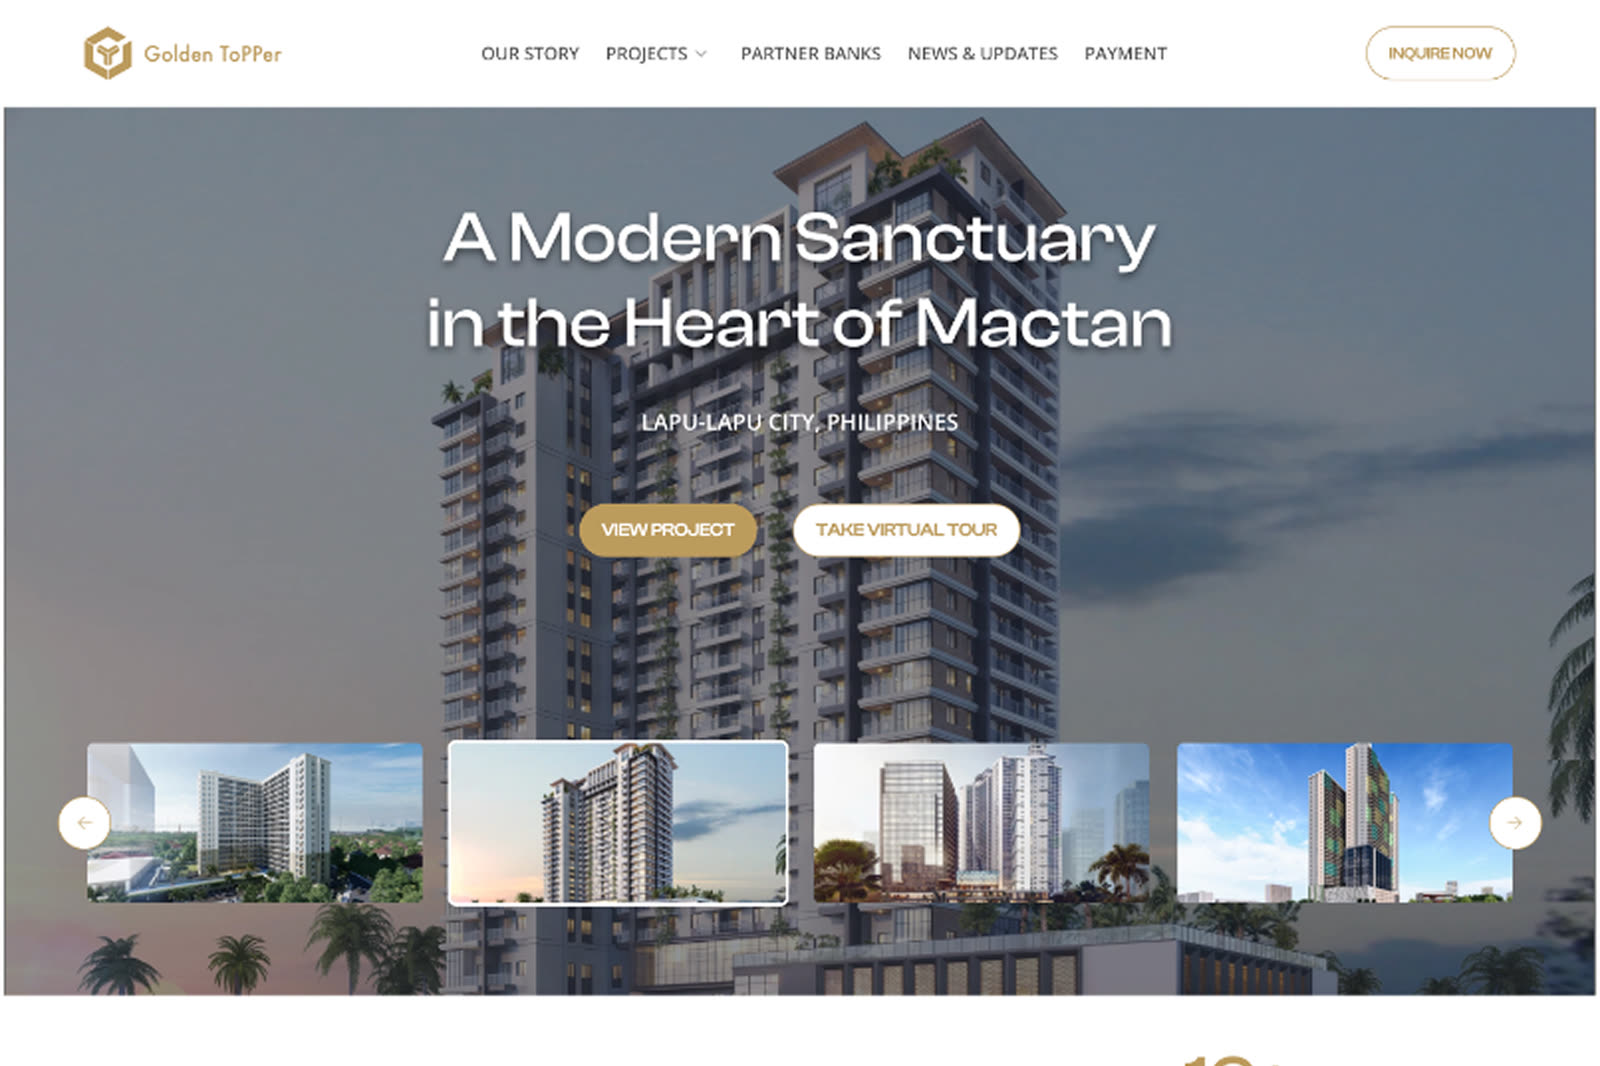 Golden ToPPer
OUR STORY
PROJECTS
PARTNER BANKS
NEWS & UPDATES
PAYMENT
INQUIRE NOW
A Modern Sanctuary
in the Heart of Mactan
LAPU-LAPU CITY, PHILIPPINES
VIEW PROJECT
TAKE VIRTUAL TOUR